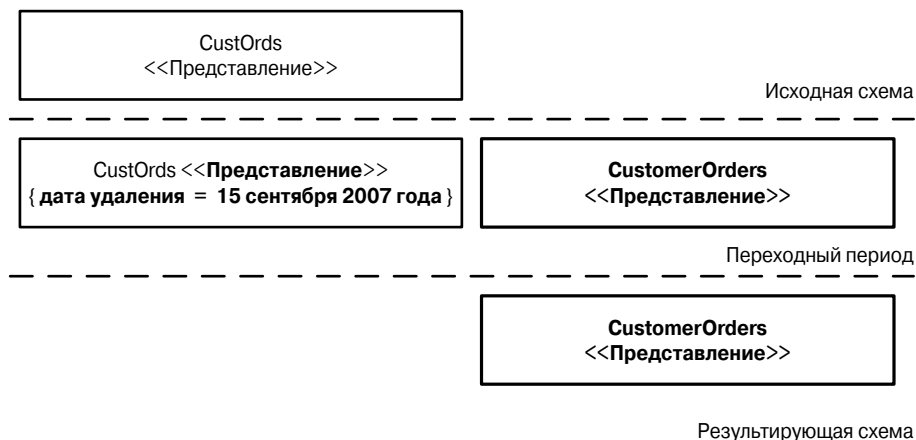 CustOrds
<<Представление>>
Исходная схема
CustOrds <<Представление>>
{ дата удаления = 15 сентября 2007 года }
CustomerOrders
<<Представление>>
Переходный период
CustomerOrders
<<Представление>>
Результирующая схема